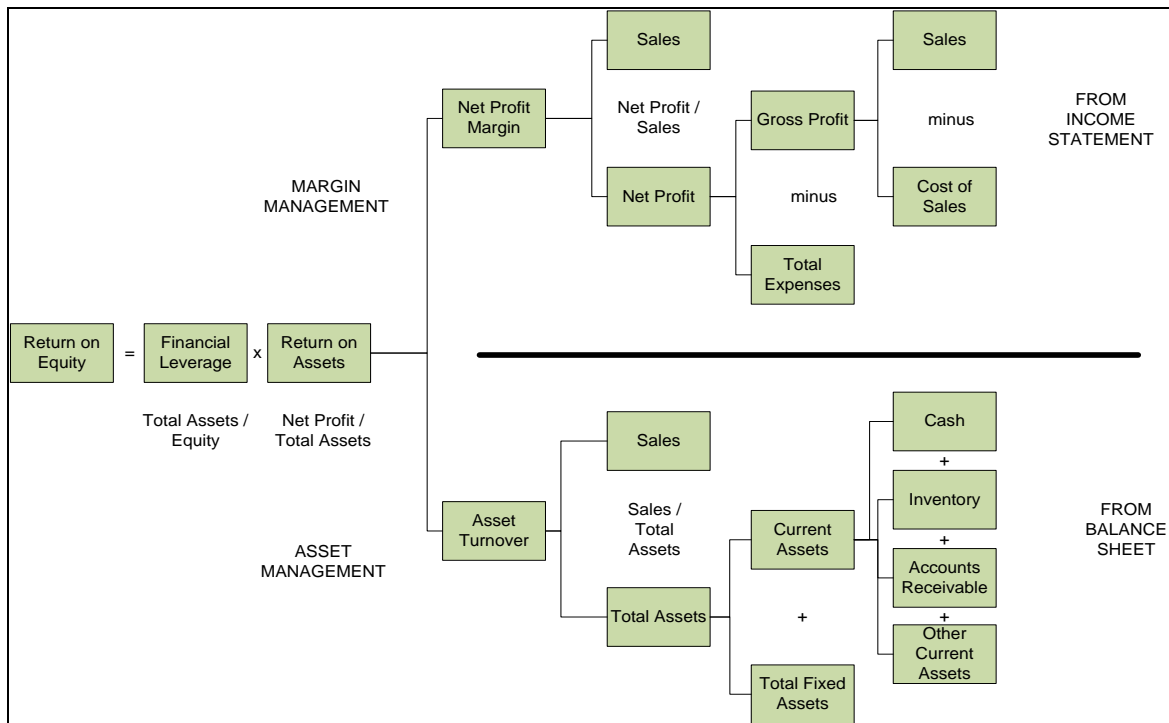 Sales
Sales
Net Profit
Margin
Net Profit /
Sales
Gross Profit
minus
FROM
INCOME
STATEMENT
MARGIN
MANAGEMENT
Net Profit
minus
Cost of
Sales
Total
Expenses
Return on
Equity
=
Financial
Leverage
x
Return on
Assets
Total Assets /
Equity
Net Profit /
Total Assets
Sales
Cash
+
Asset
Turnover
Sales /
Total
Assets
Current
Assets
Inventory
+
FROM
BALANCE
SHEET
ASSET
MANAGEMENT
Accounts
Receivable
Total Assets
+
+
Other
Current
Assets
Total Fixed
Assets